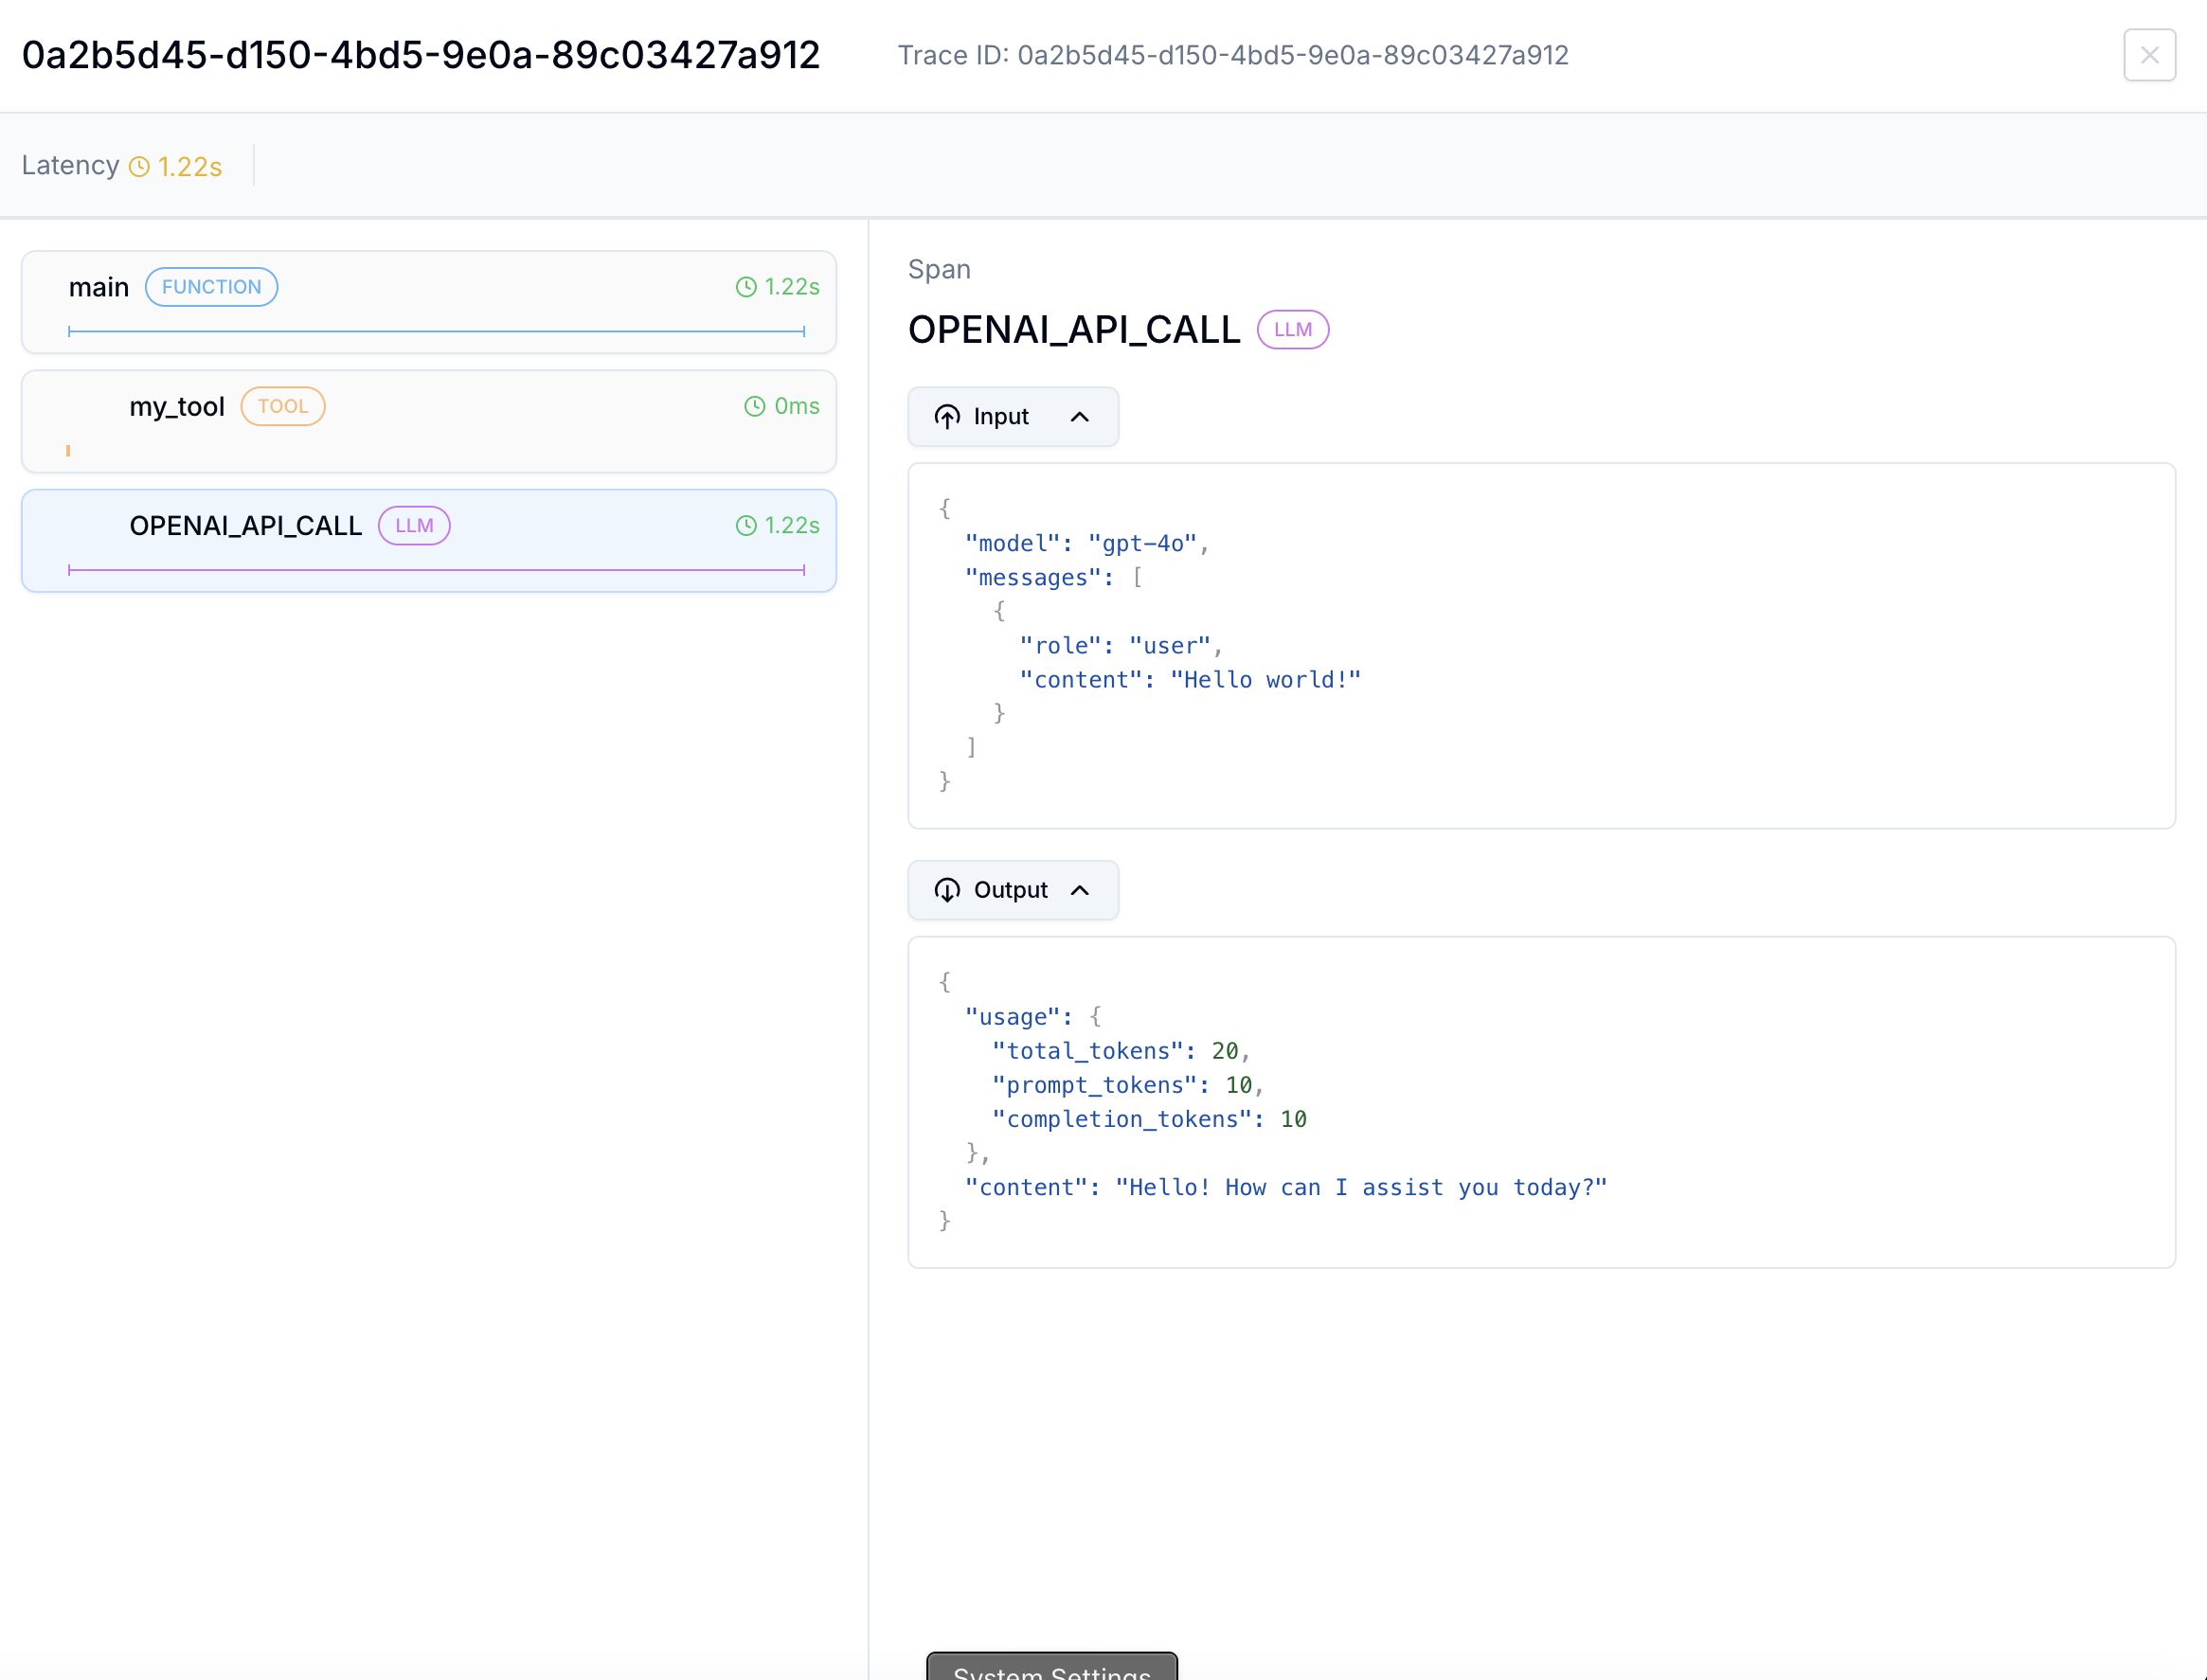 0a2b5d45-d150-4bd5-9e0a-89c03427a912
Trace ID: 0a2b5d45-d150-4bd5-9e0a-89c03427a912
Latency 1.22s
main FUNCTION 1.22s
my_tool TOOL 0ms
OPENAI_API_CALL LLM 1.22s
Span
OPENAI_API_CALL LLM
Input
{
  "model": "gpt-4o",
  "messages": [
    {
      "role": "user",
      "content": "Hello world!"
    }
  ]
}
Output
{
  "usage": {
    "total_tokens": 20,
    "prompt_tokens": 10,
    "completion_tokens": 10
  },
  "content": "Hello! How can I assist you today?"
}
System Settings